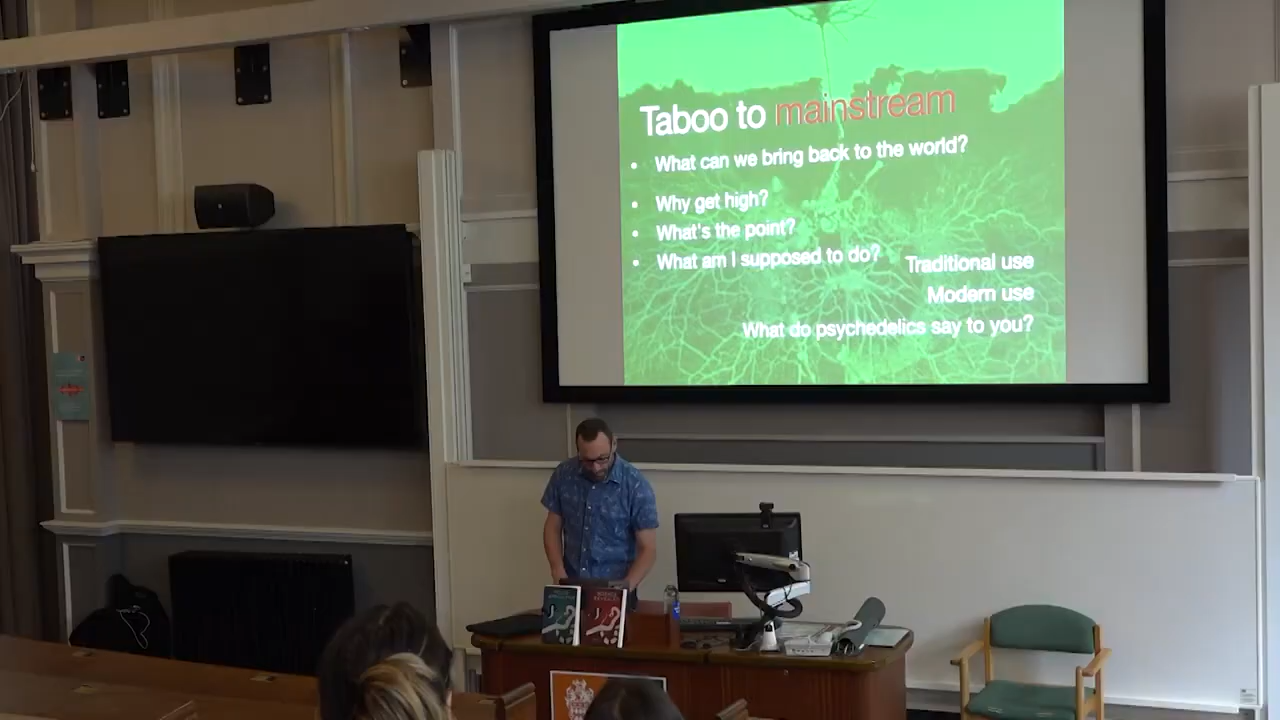 Taboo to mainstream
• What can we bring back to the world?
• Why get high?
• What's the point?
• What am I supposed to do?
Traditional use
Modern use
What do psychedelics say to you?